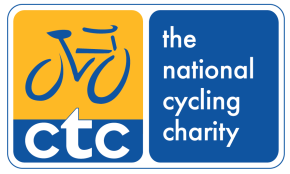 ctc
the
national
cycling
charity